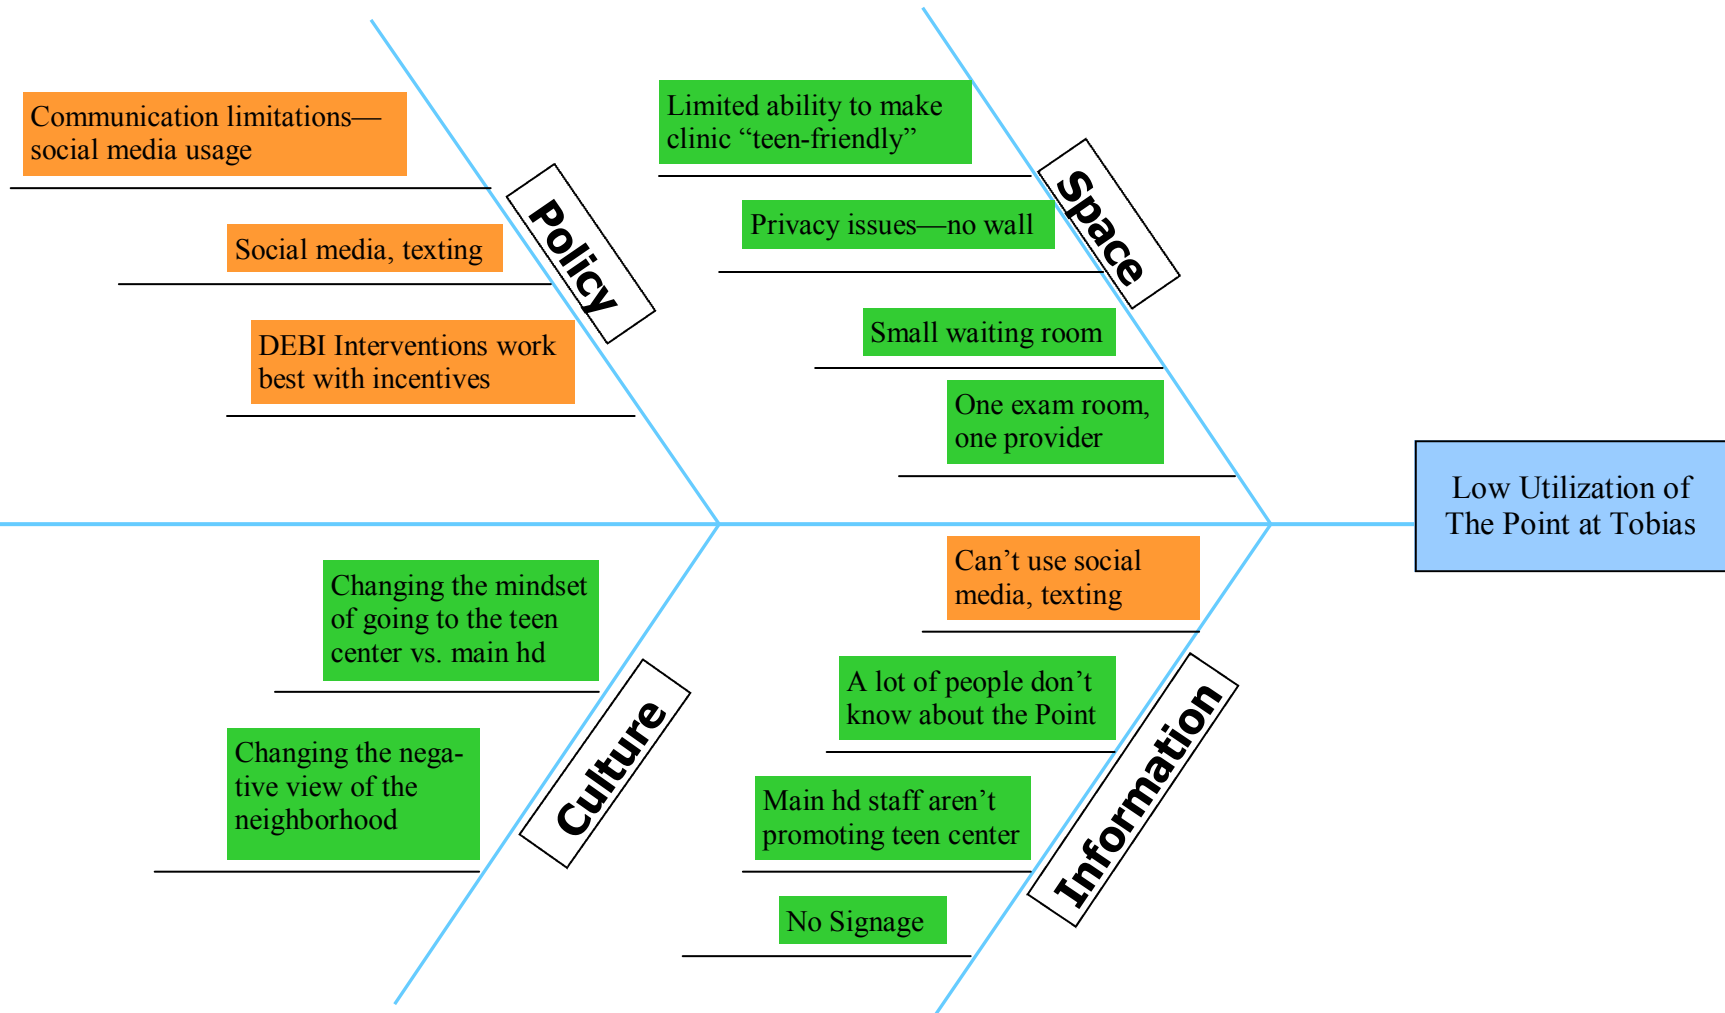 Communication limitations—
social media usage
Social media, texting
DEBI Interventions work
best with incentives
Policy
Limited ability to make
clinic “teen-friendly”
Privacy issues—no wall
Small waiting room
One exam room,
one provider
Space
Low Utilization of
The Point at Tobias
Changing the mindset
of going to the teen
center vs. main hd
Changing the nega-
tive view of the
neighborhood
Culture
Can’t use social
media, texting
A lot of people don’t
know about the Point
Main hd staff aren’t
promoting teen center
No Signage
Information